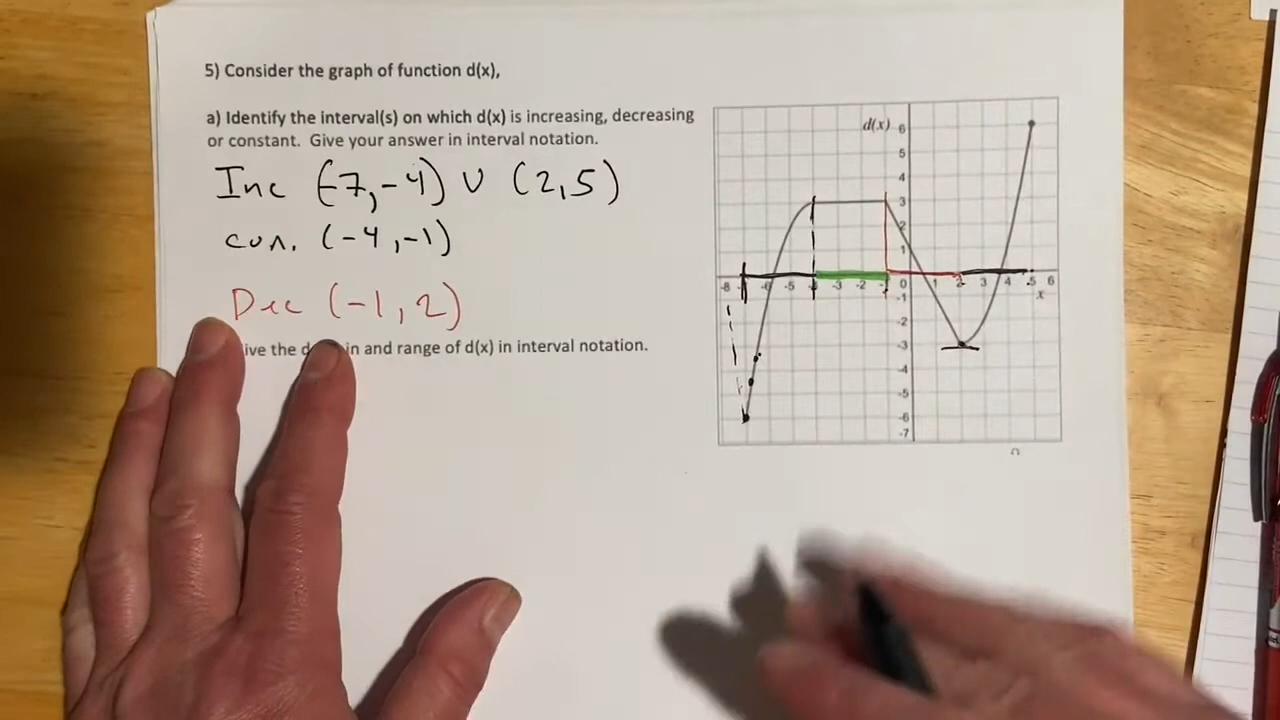 5) Consider the graph of function d(x),
a) Identify the interval(s) on which d(x) is increasing, decreasing
or constant. Give your answer in interval notation.
Inc (-7,-4) ∪ (2,5)
con. (-4,-1)
Dec (-1,2)
ive the in and range of d(x) in interval notation.
d(x) 6
5
4
3
2
1
-8 -6 -5 -3 -2 0 1 2 3 4 5 6
x
-1
-2
-3
-4
-5
-6
-7